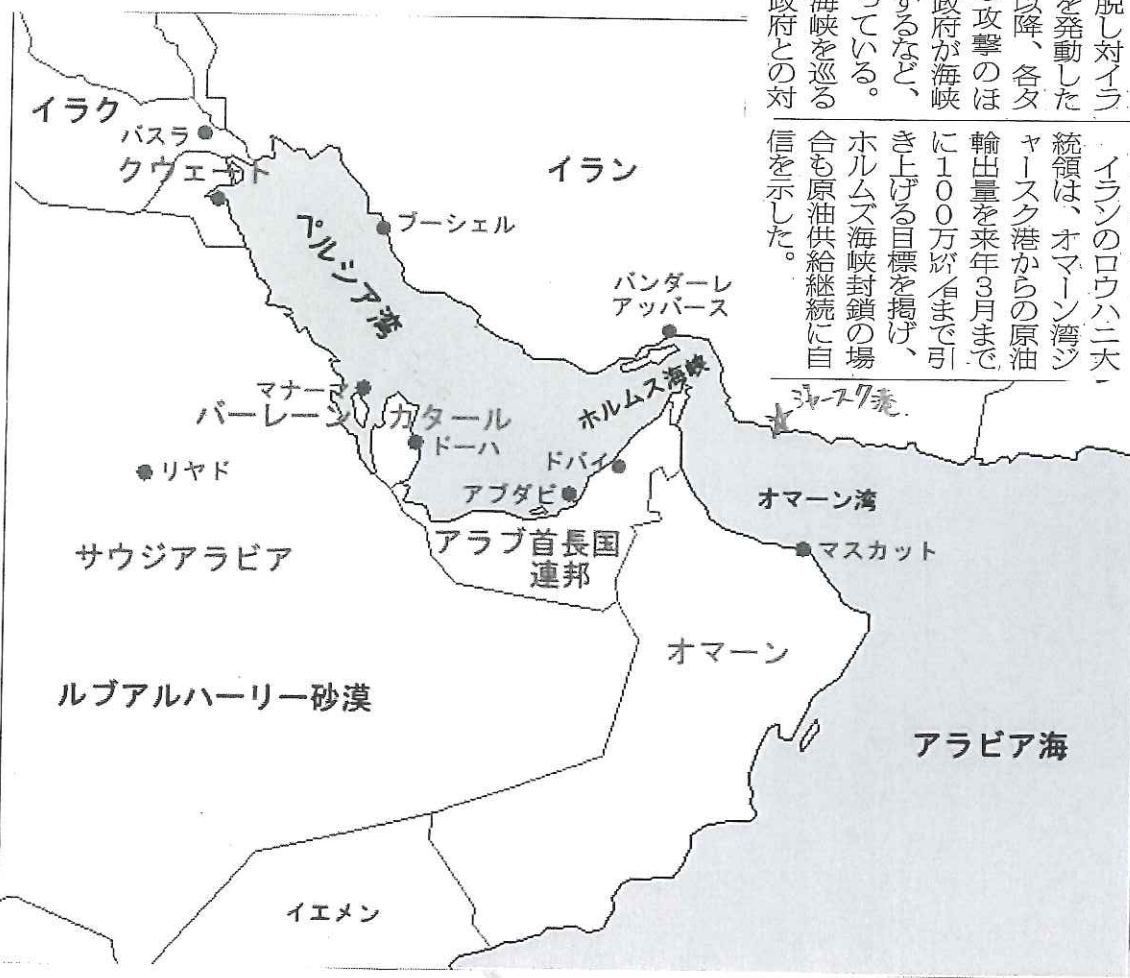 脱し対イラ
を発動した
以降、各タ
攻撃のほ
政府が海峡
するなど、
っている。
海峡を巡る
政府との対
イランのロウハニ大
統領は、オマーン湾ジ
ャースク港からの原油
輸出量を来年3月まで
に100万㌭/日まで引
き上げる目標を掲げ、
ホルムズ海峡封鎖の場
合も原油供給継続に自
信を示した。
イラク
バスラ
クウェート
イラン
ブーシェル
ペルシア湾
バンダーレ
アッバース
ホルムス海峡
ジャースク港
マナーマ
バーレーン
カタール
ドーハ
リヤド
ドバイ
アブダビ
オマーン湾
マスカット
サウジアラビア
アラブ首長国
連邦
オマーン
ルブアルハーリー砂漠
アラビア海
イエメン